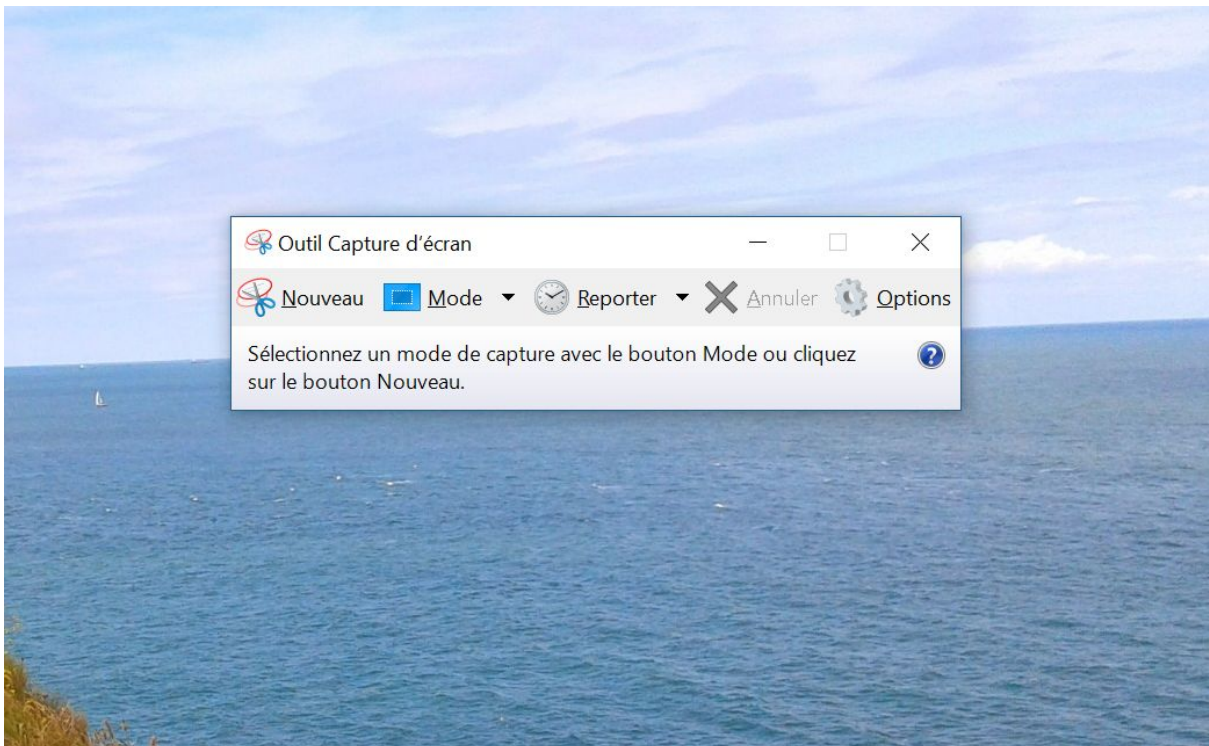 Outil Capture d'écran
Nouveau Mode Reporter Annuler Options
Sélectionnez un mode de capture avec le bouton Mode ou cliquez
sur le bouton Nouveau.